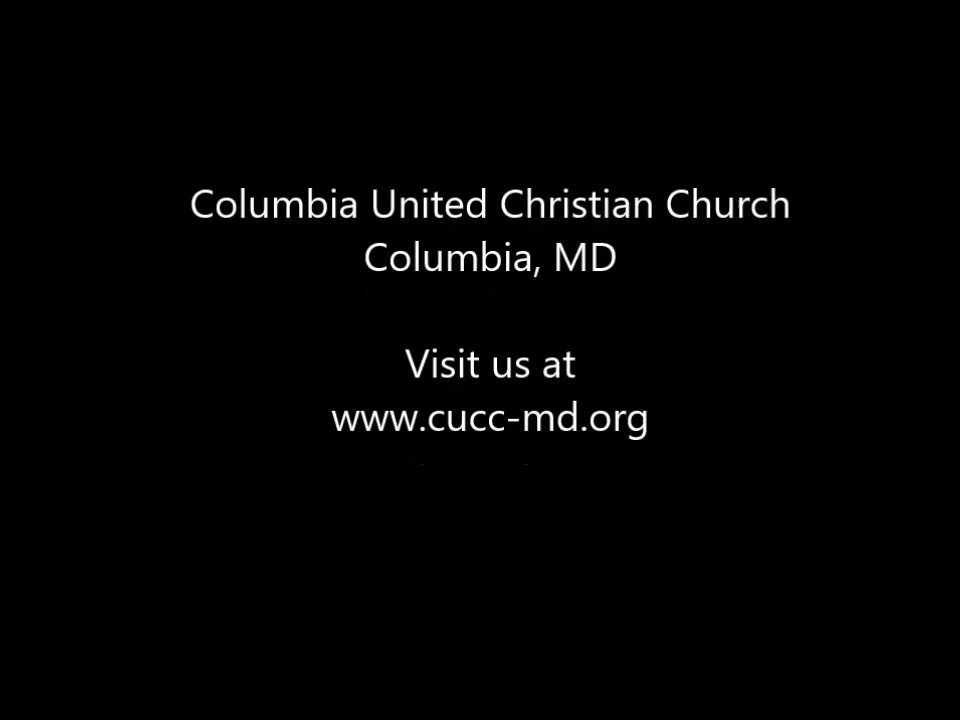 Columbia United Christian Church
Columbia, MD
Visit us at
www.cucc-md.org